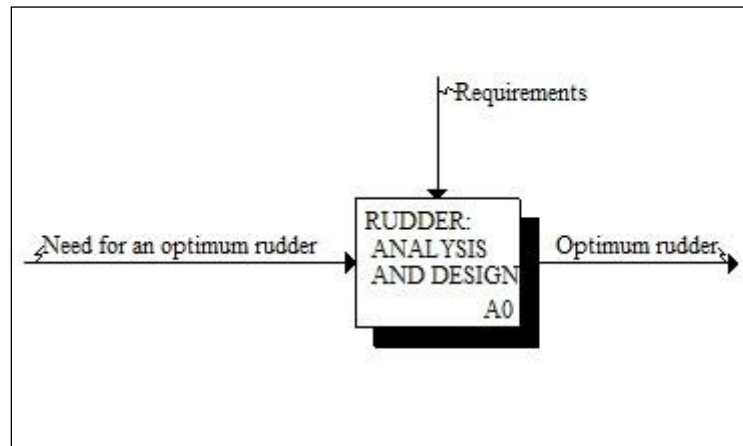 Requirements
Need for an optimum rudder
RUDDER:
ANALYSIS
AND DESIGN
A0
Optimum rudder